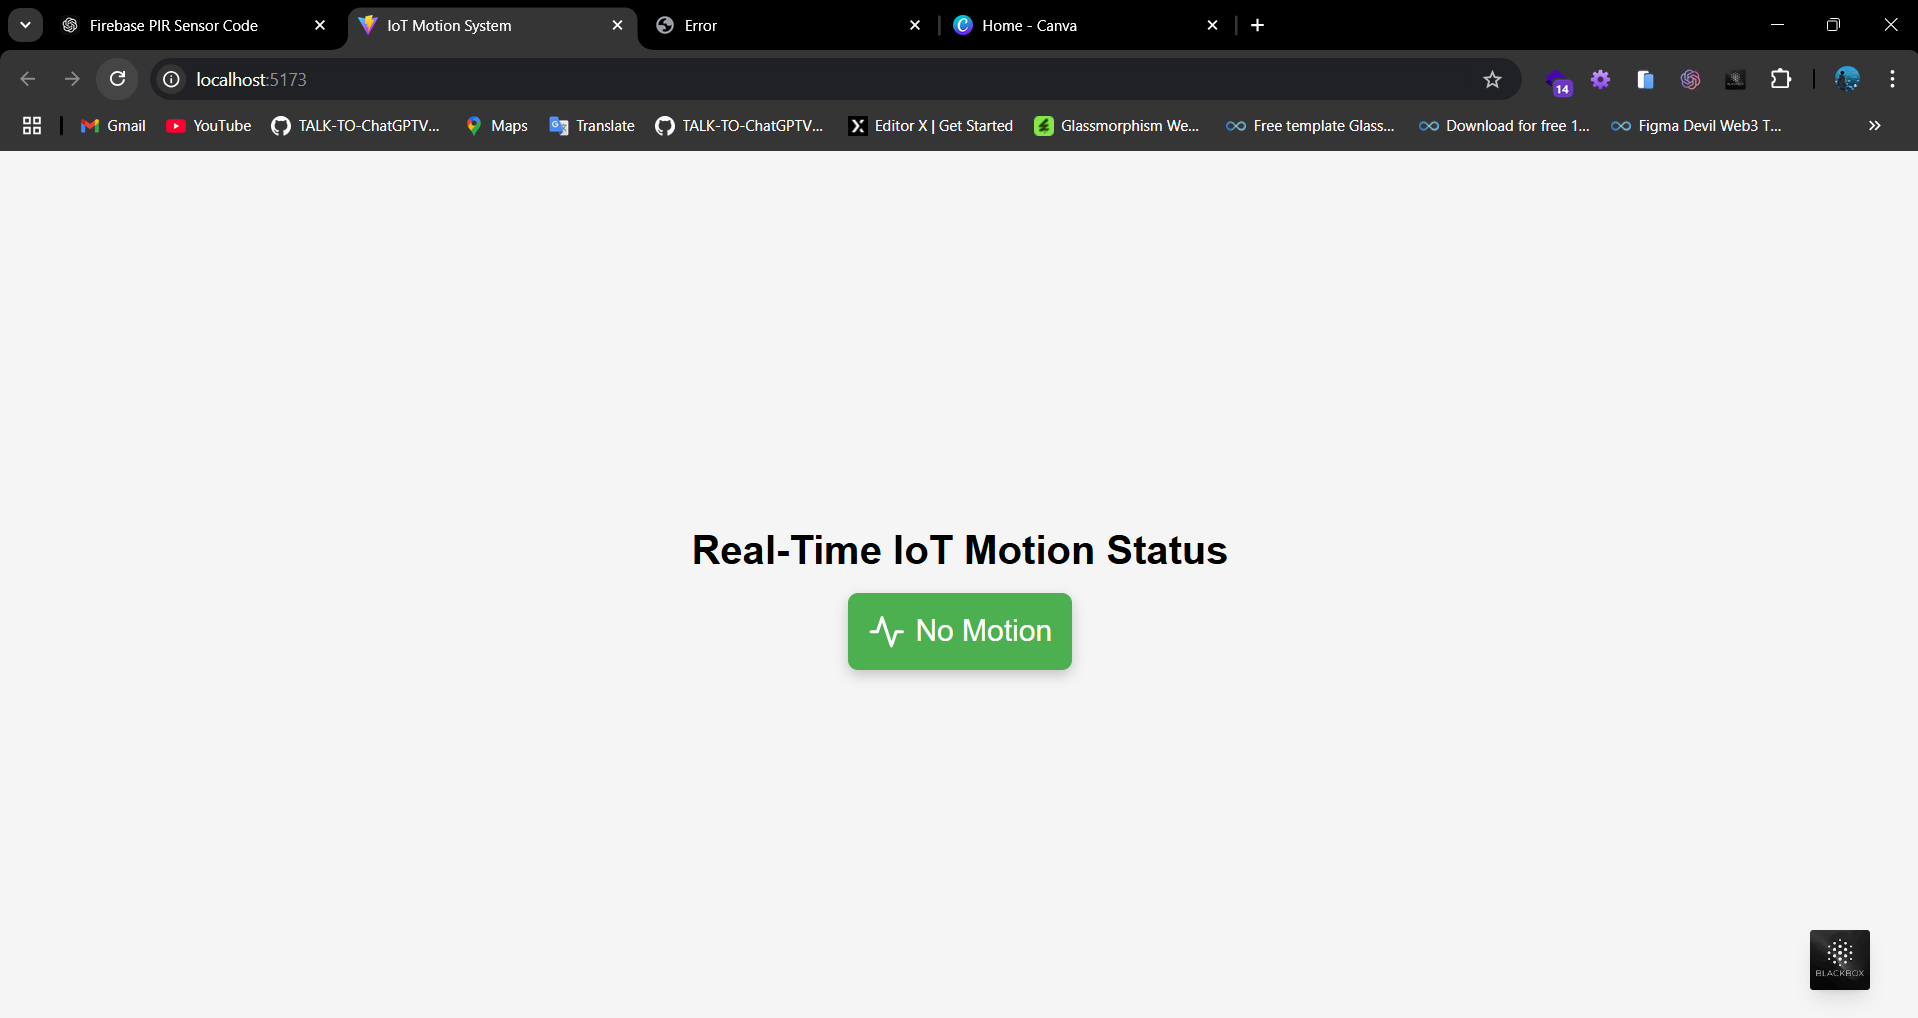 Firebase PIR Sensor Code
IoT Motion System
Error
Home - Canva
localhost:5173
14
Gmail
YouTube
TALK-TO-ChatGPTV...
Maps
Translate
TALK-TO-ChatGPTV...
Editor X | Get Started
Glassmorphism We...
Free template Glass...
Download for free 1...
Figma Devil Web3 T...
Real-Time IoT Motion Status
No Motion
BLACKBOX